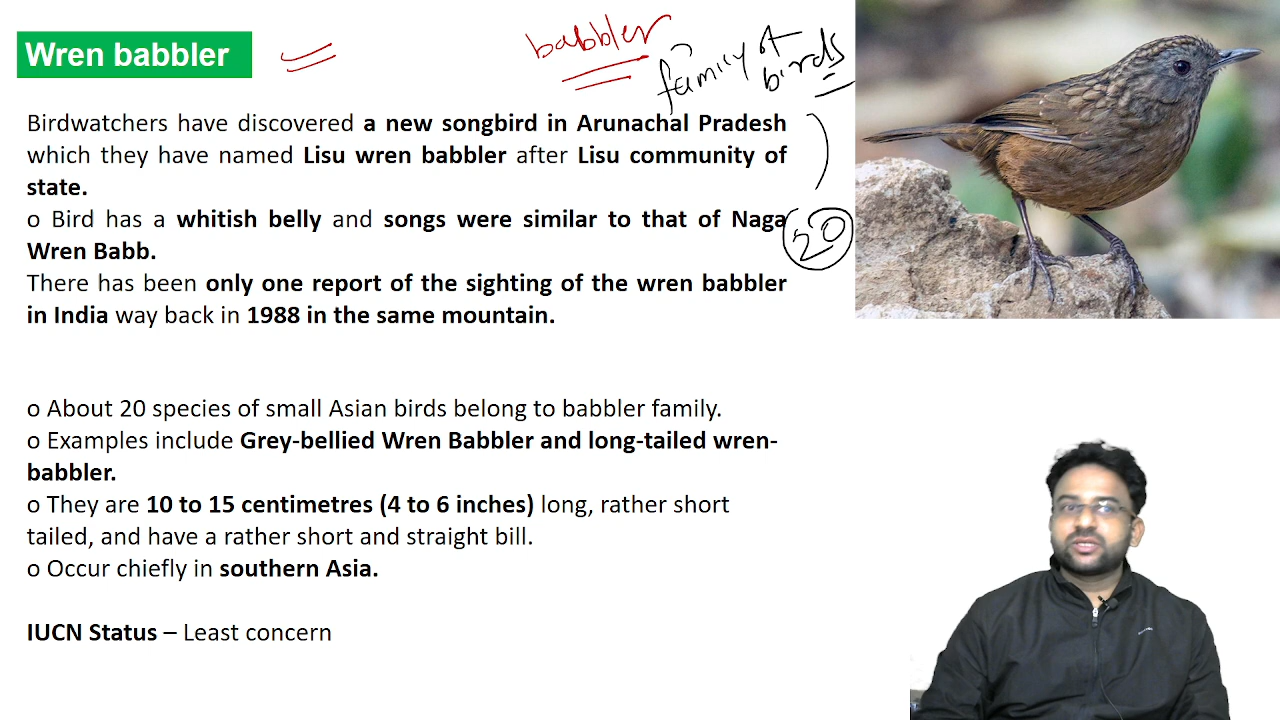 Wren babbler
babbler
family of
birds
Birdwatchers have discovered a new songbird in Arunachal Pradesh
which they have named Lisu wren babbler after Lisu community of
state.
o Bird has a whitish belly and songs were similar to that of Naga
Wren Babb.
20
There has been only one report of the sighting of the wren babbler
in India way back in 1988 in the same mountain.
o About 20 species of small Asian birds belong to babbler family.
o Examples include Grey-bellied Wren Babbler and long-tailed wren-
babbler.
o They are 10 to 15 centimetres (4 to 6 inches) long, rather short
tailed, and have a rather short and straight bill.
o Occur chiefly in southern Asia.
IUCN Status – Least concern